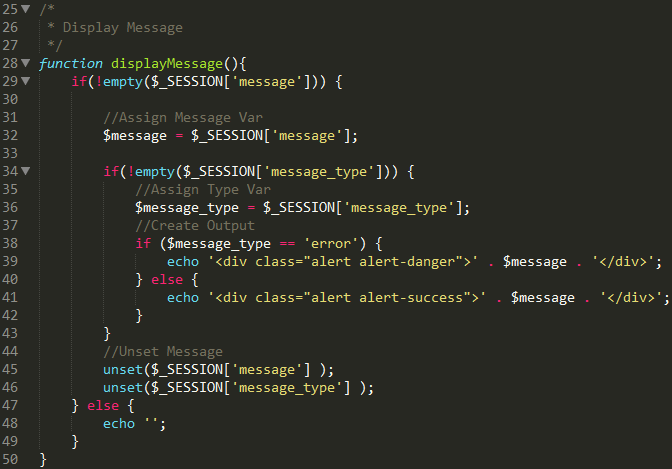 25 /*
26  * Display Message
27  */
28 function displayMessage(){
29     if(!empty($_SESSION['message'])) {
30
31         //Assign Message Var
32         $message = $_SESSION['message'];
33
34         if(!empty($_SESSION['message_type'])) {
35             //Assign Type Var
36             $message_type = $_SESSION['message_type'];
37             //Create Output
38             if ($message_type == 'error') {
39                 echo '<div class="alert alert-danger">' . $message . '</div>';
40             } else {
41                 echo '<div class="alert alert-success">' . $message . '</div>';
42             }
43         }
44         //Unset Message
45         unset($_SESSION['message'] );
46         unset($_SESSION['message_type'] );
47     } else {
48         echo '';
49     }
50 }